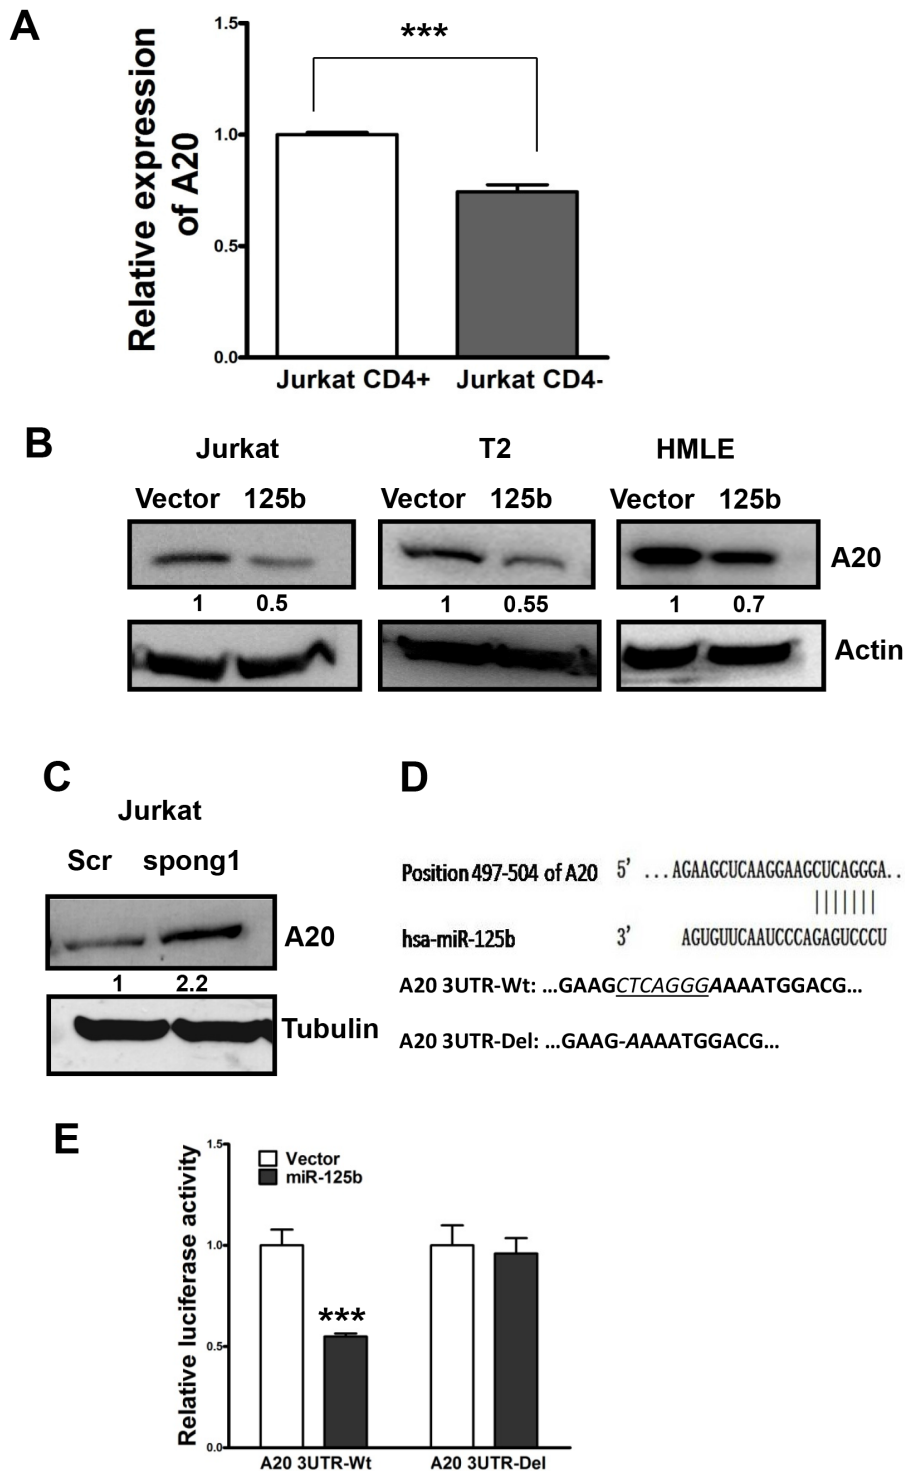 A
Relative expression
of A20
1.5
***
1.0
0.5
0.0
Jurkat CD4+ Jurkat CD4-
B
Jurkat T2 HMLE
Vector 125b Vector 125b Vector 125b
A20
1 0.5 1 0.55 1 0.7
Actin
C
Jurkat
Scr spong1
A20
1 2.2
Tubulin
D
Position 497-504 of A20 5' ...AGAAGCUCAAGGAAGCUCAGGGA..
|||||||
hsa-miR-125b 3' AGUGUUCAAUCCCAGAGUCCCU
A20 3UTR-Wt: ...GAAGCTCAGGGAAAATGGACG...
A20 3UTR-Del: ...GAAG-AAAATGGACG...
E
Relative luciferase activity
1.5
Vector
miR-125b
1.0
***
0.5
0.0
A20 3UTR-Wt A20 3UTR-Del